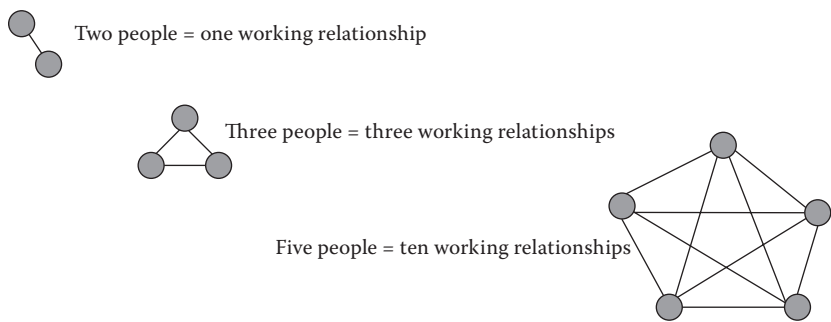 Two people = one working relationship
Three people = three working relationships
Five people = ten working relationships